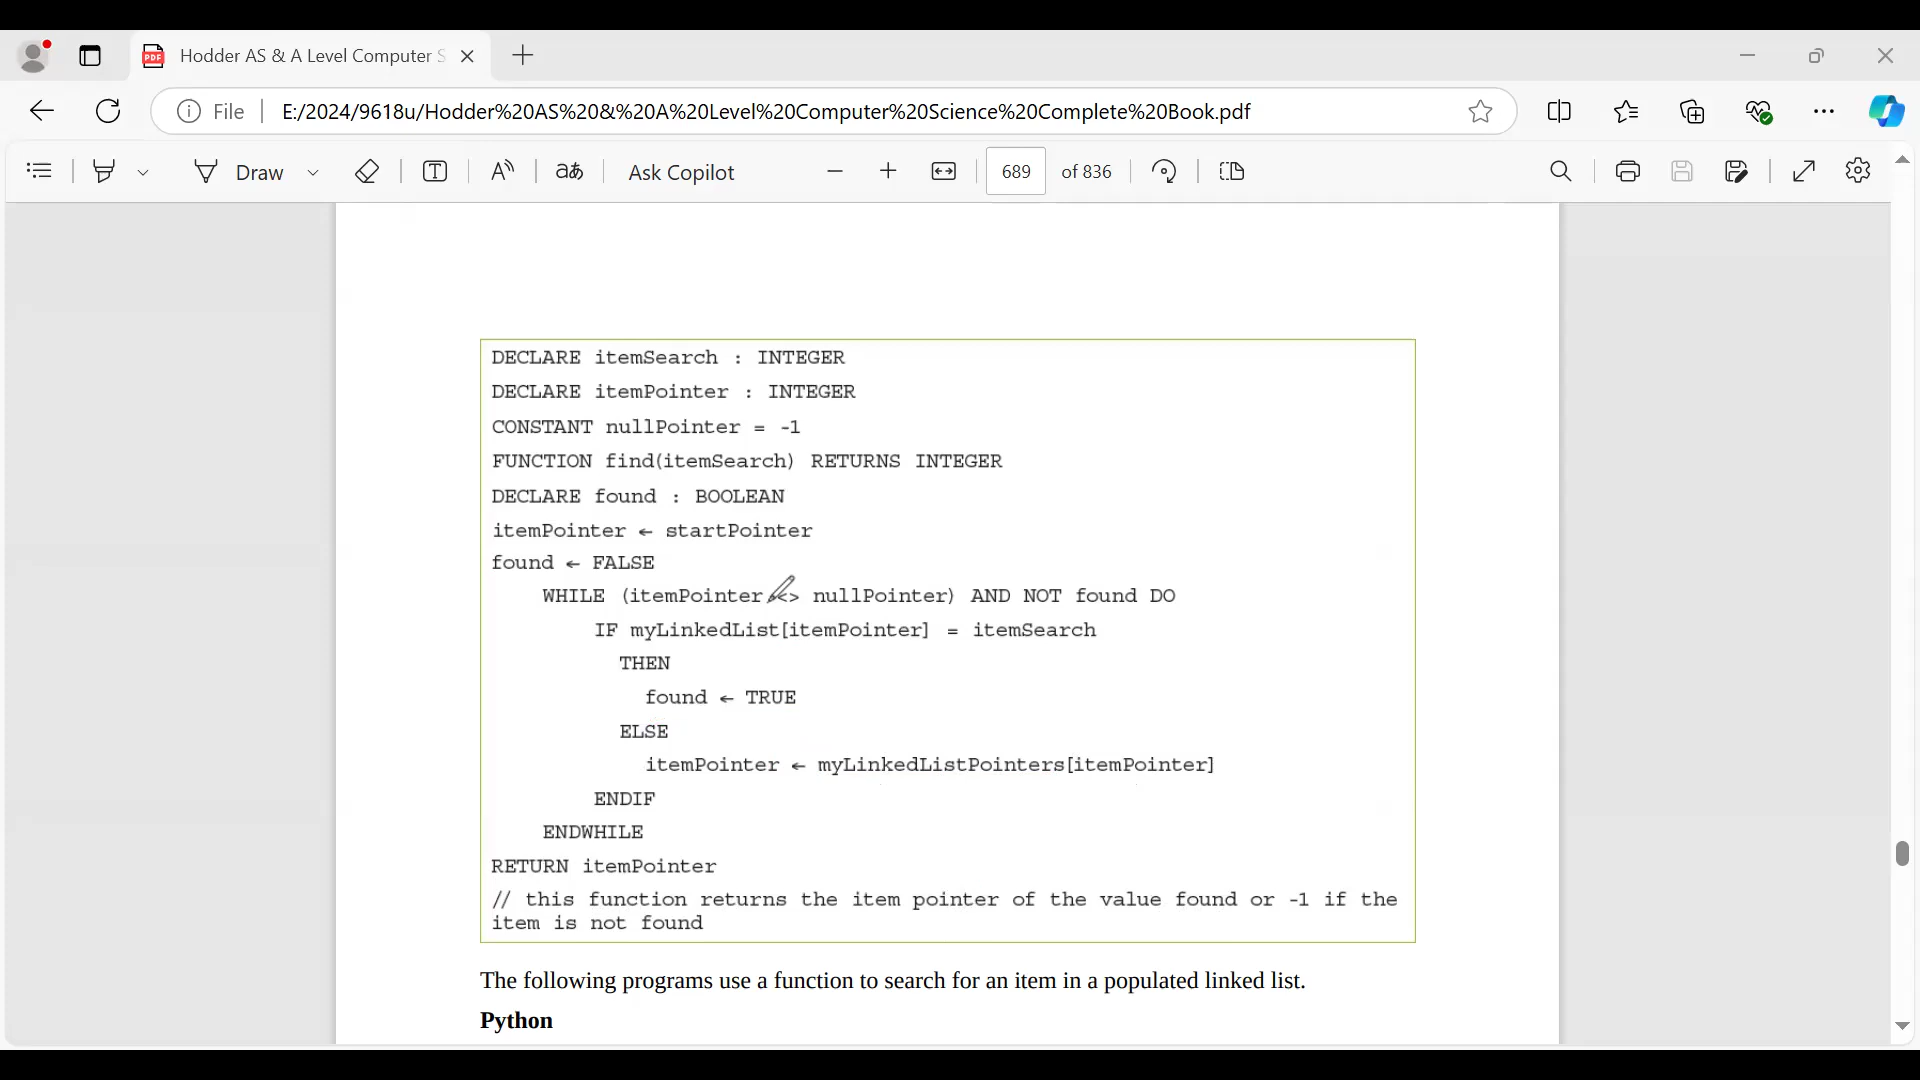 Hodder AS & A Level Computer S
File
E:/2024/9618u/Hodder%20AS%20&%20A%20Level%20Computer%20Science%20Complete%20Book.pdf
Draw
aあ
Ask Copilot
689 of 836
DECLARE itemSearch : INTEGER
DECLARE itemPointer : INTEGER
CONSTANT nullPointer = -1
FUNCTION find(itemSearch) RETURNS INTEGER
DECLARE found : BOOLEAN
itemPointer ← startPointer
found ← FALSE
WHILE (itemPointer <> nullPointer) AND NOT found DO
IF myLinkedList[itemPointer] = itemSearch
THEN
found ← TRUE
ELSE
itemPointer ← myLinkedListPointers[itemPointer]
ENDIF
ENDWHILE
RETURN itemPointer
// this function returns the item pointer of the value found or -1 if the
item is not found
The following programs use a function to search for an item in a populated linked list.
Python